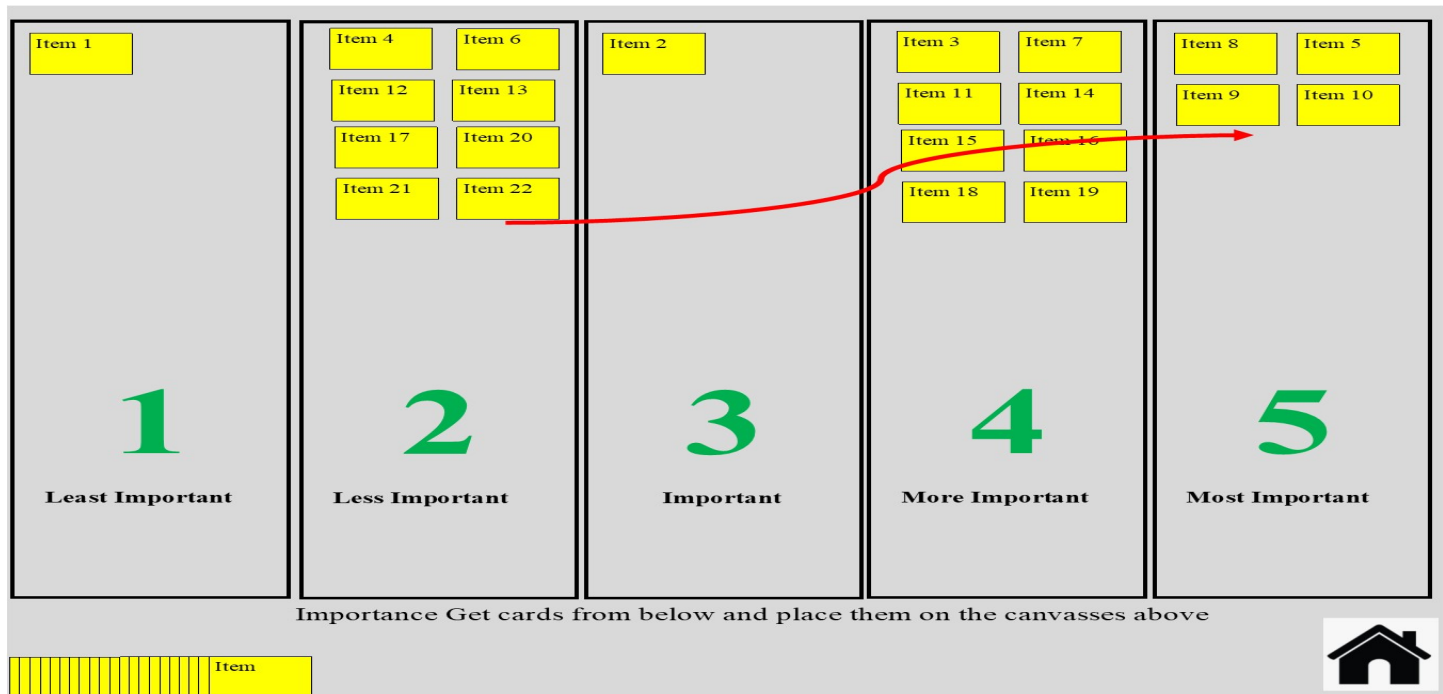 Item 1
Item 4 Item 6
Item 12 Item 13
Item 17 Item 20
Item 21 Item 22
Item 2
Item 3 Item 7
Item 11 Item 14
Item 15 Item 16
Item 18 Item 19
Item 8 Item 5
Item 9 Item 10
1
Least Important
2
Less Important
3
Important
4
More Important
5
Most Important
Importance Get cards from below and place them on the canvasses above
Item